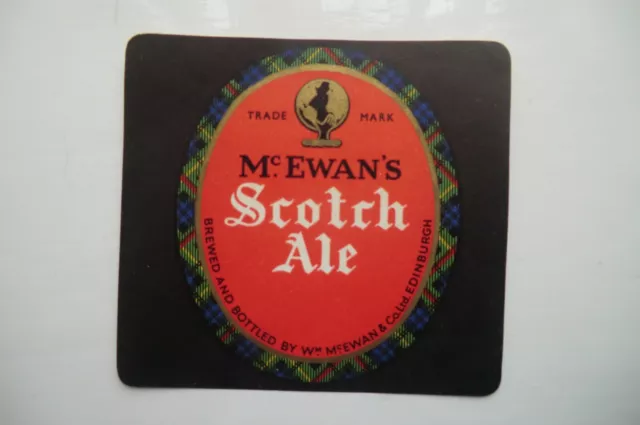 TRADE MARK
McEWAN'S
Scotch
Ale
BREWED AND BOTTLED BY Wm McEWAN & Co. Ltd. EDINBURGH